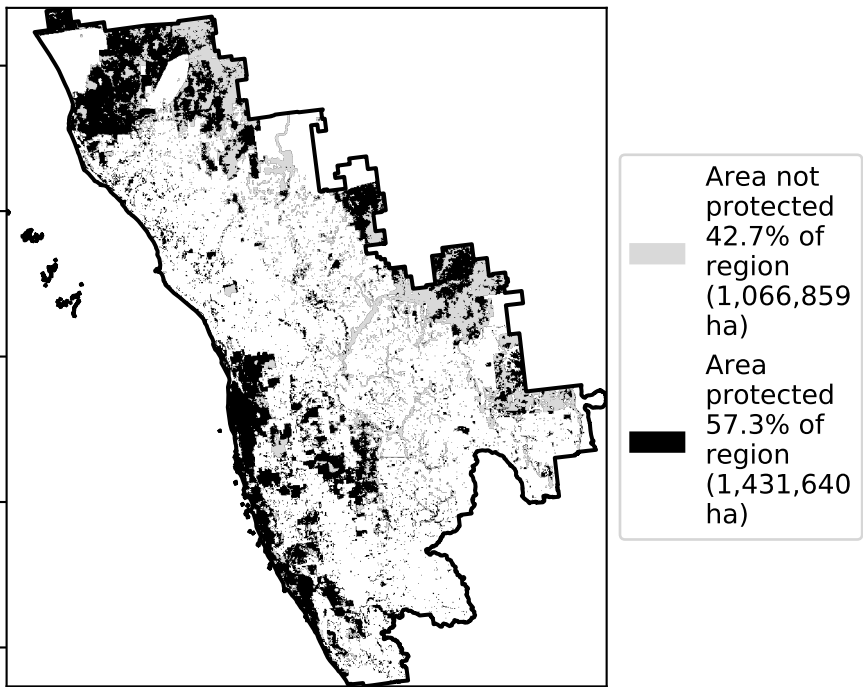 Area not
protected
42.7% of
region
(1,066,859
ha)
Area
protected
57.3% of
region
(1,431,640
ha)